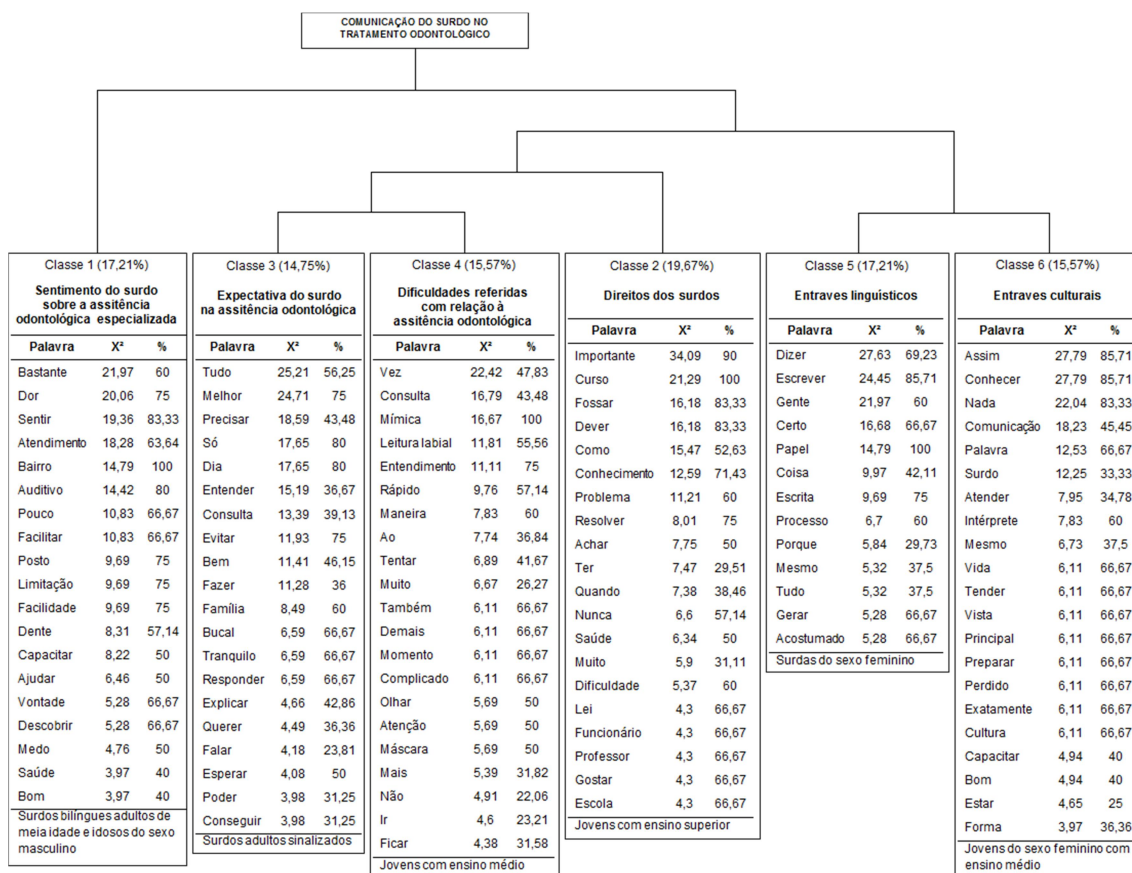 COMUNICAÇÃO DO SURDO NO
TRATAMENTO ODONTOLÓGICO
Classe 1 (17,21%)
Sentimento do surdo
sobre a assitência
odontológica especializada
Palavra X² %
Bastante 21,97 60
Dor 20,06 75
Sentir 19,36 83,33
Atendimento 18,28 63,64
Bairro 14,79 100
Auditivo 14,42 80
Pouco 10,83 66,67
Facilitar 10,83 66,67
Posto 9,69 75
Limitação 9,69 75
Facilidade 9,69 75
Dente 8,31 57,14
Capacitar 8,22 50
Ajudar 6,46 50
Vontade 5,28 66,67
Descobrir 5,28 66,67
Medo 4,76 50
Saúde 3,97 40
Bom 3,97 40
Surdos bilíngues adultos de
meia idade e idosos do sexo
masculino
Classe 3 (14,75%)
Expectativa do surdo
na assitência odontológica
Palavra X² %
Tudo 25,21 56,25
Melhor 24,71 75
Precisar 18,59 43,48
Só 17,65 80
Dia 17,65 80
Entender 15,19 36,67
Consulta 13,39 39,13
Evitar 11,93 75
Bem 11,41 46,15
Fazer 11,28 36
Família 8,49 60
Bucal 6,59 66,67
Tranquilo 6,59 66,67
Responder 6,59 66,67
Explicar 4,66 42,86
Querer 4,49 36,36
Falar 4,18 23,81
Esperar 4,08 50
Poder 3,98 31,25
Conseguir 3,98 31,25
Surdos adultos sinalizados
Classe 4 (15,57%)
Dificuldades referidas
com relação à
assitência odontológica
Palavra X² %
Vez 22,42 47,83
Consulta 16,79 43,48
Mímica 16,67 100
Leitura labial 11,81 55,56
Entendimento 11,11 75
Rápido 9,76 57,14
Maneira 7,83 60
Ao 7,74 36,84
Tentar 6,89 41,67
Muito 6,67 26,27
Também 6,11 66,67
Demais 6,11 66,67
Momento 6,11 66,67
Complicado 6,11 66,67
Olhar 5,69 50
Atenção 5,69 50
Máscara 5,69 50
Mais 5,39 31,82
Não 4,91 22,06
Ir 4,6 23,21
Ficar 4,38 31,58
Jovens com ensino médio
Classe 2 (19,67%)
Direitos dos surdos
Palavra X² %
Importante 34,09 90
Curso 21,29 100
Fossar 16,18 83,33
Dever 16,18 83,33
Como 15,47 52,63
Conhecimento 12,59 71,43
Problema 11,21 60
Resolver 8,01 75
Achar 7,75 50
Ter 7,47 29,51
Quando 7,38 38,46
Nunca 6,6 57,14
Saúde 6,34 50
Muito 5,9 31,11
Dificuldade 5,37 60
Lei 4,3 66,67
Funcionário 4,3 66,67
Professor 4,3 66,67
Gostar 4,3 66,67
Escola 4,3 66,67
Jovens com ensino superior
Classe 5 (17,21%)
Entraves linguísticos
Palavra X² %
Dizer 27,63 69,23
Escrever 24,45 85,71
Gente 21,97 60
Certo 16,68 66,67
Papel 14,79 100
Coisa 9,97 42,11
Escrita 9,69 75
Processo 6,7 60
Porque 5,84 29,73
Mesmo 5,32 37,5
Tudo 5,32 37,5
Gerar 5,28 66,67
Acostumado 5,28 66,67
Surdas do sexo feminino
Classe 6 (15,57%)
Entraves culturais
Palavra X² %
Assim 27,79 85,71
Conhecer 27,79 85,71
Nada 22,04 83,33
Comunicação 18,23 45,45
Palavra 12,53 66,67
Surdo 12,25 33,33
Atender 7,95 34,78
Intérprete 7,83 60
Mesmo 6,73 37,5
Vida 6,11 66,67
Tender 6,11 66,67
Vista 6,11 66,67
Principal 6,11 66,67
Preparar 6,11 66,67
Perdido 6,11 66,67
Exatamente 6,11 66,67
Cultura 6,11 66,67
Capacitar 4,94 40
Bom 4,94 40
Estar 4,65 25
Forma 3,97 36,36
Jovens do sexo feminino com
ensino médio